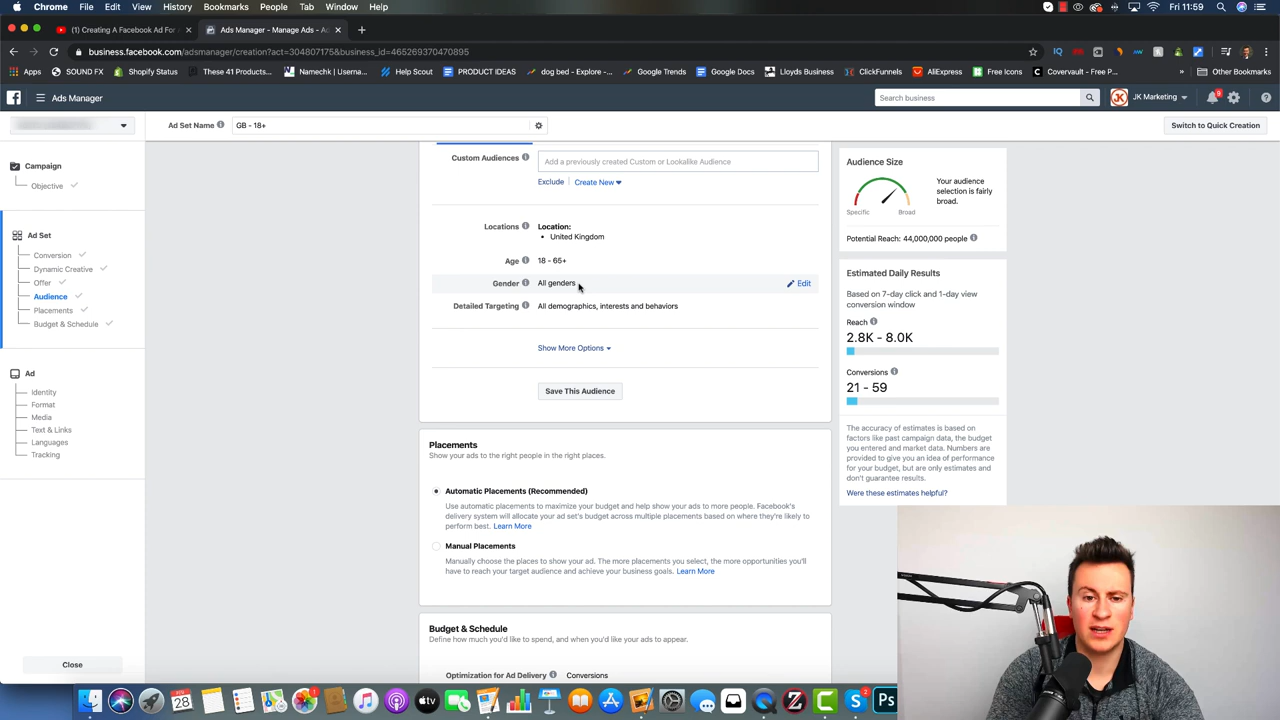 Chrome File Edit View History Bookmarks People Tab Window Help
Fri 11:59
(1) Creating A Facebook Ad For
Ads Manager - Manage Ads - Ad
business.facebook.com/adsmanager/creation?act=304807175&business_id=465269370470895
Apps SOUND FX Shopify Status These 41 Produc... Namechk | Userna... Help Scout PRODUCT IDEAS dog bed - Explore -... Google Trends Google Docs Lloyds Business ClickFunnels AliExpress Free Icons Covervault - Free P... » Other Bookmarks
Ads Manager
Search business
JK Marketing
9
Ad Set Name GB - 18+
Switch to Quick Creation
Campaign
Objective
Ad Set
Conversion
Dynamic Creative
Offer
Audience
Placements
Budget & Schedule
Ad
Identity
Format
Media
Text & Links
Languages
Tracking
Close
Custom Audiences Add a previously created Custom or Lookalike Audience
Exclude Create New
Locations Location:
United Kingdom
Age 18 - 65+
Gender All genders Edit
Detailed Targeting All demographics, interests and behaviors
Show More Options
Save This Audience
Placements
Show your ads to the right people in the right places.
Automatic Placements (Recommended)
Use automatic placements to maximize your budget and help show your ads to more people. Facebook's
delivery system will allocate your ad set's budget across multiple placements based on where they're likely to
perform best. Learn More
Manual Placements
Manually choose the places to show your ad. The more placements you select, the more opportunities you'll
have to reach your target audience and achieve your business goals. Learn More
Budget & Schedule
Define how much you'd like to spend, and when you'd like your ads to appear.
Optimization for Ad Delivery Conversions
Audience Size
Your audience
selection is fairly
broad.
Specific Broad
Potential Reach: 44,000,000 people
Estimated Daily Results
Based on 7-day click and 1-day view
conversion window
Reach
2.8K - 8.0K
Conversions
21 - 59
The accuracy of estimates is based on
factors like past campaign data, the budget
you entered and market data. Numbers are
provided to give you an idea of performance
for your budget, but are only estimates and
don't guarantee results.
Were these estimates helpful?